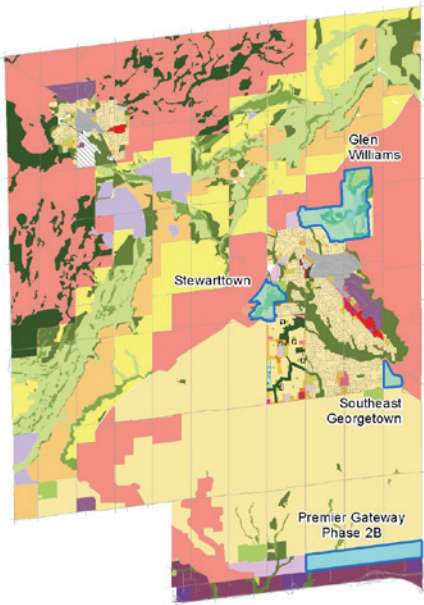 Glen
Williams
Stewarttown
Southeast
Georgetown
Premier Gateway
Phase 2B